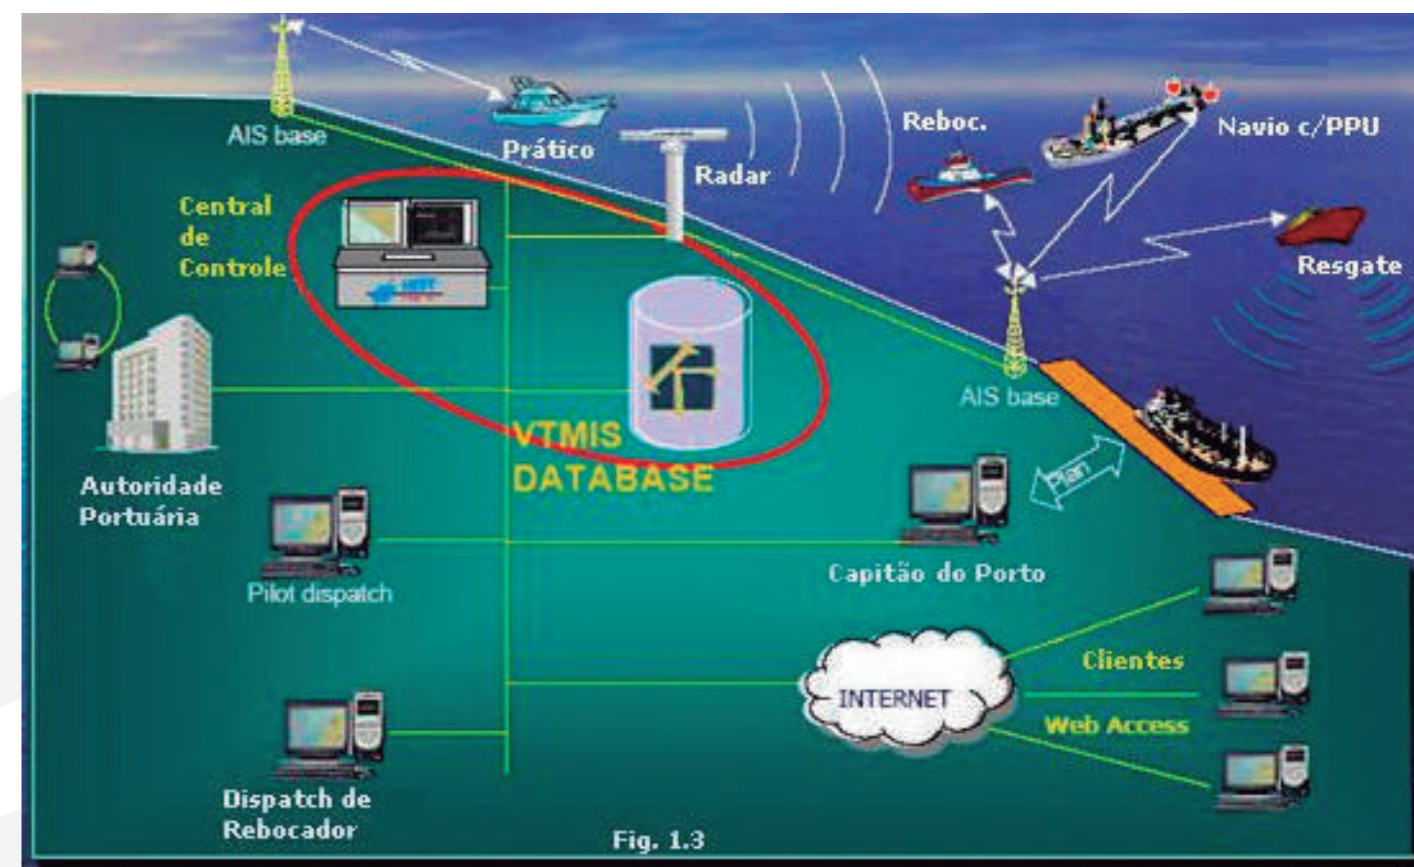 AIS base
Prático
Reboc.
Navio c/PPU
Radar
Central
de
Controle
Resgate
AIS base
VTMIS
DATABASE
Autoridade
Portuária
Plan
Pilot dispatch
Capitão do Porto
Clientes
INTERNET
Web Access
Dispatch de
Rebocador
Fig. 1.3